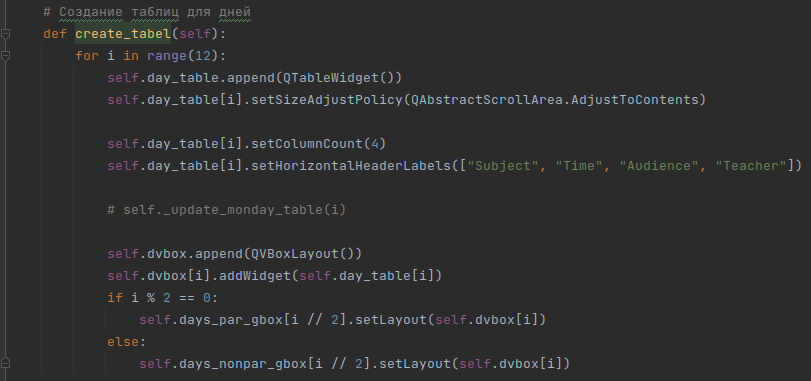 # Создание таблиц для дней
def create_tabel(self):
    for i in range(12):
        self.day_table.append(QTableWidget())
        self.day_table[i].setSizeAdjustPolicy(QAbstractScrollArea.AdjustToContents)
        self.day_table[i].setColumnCount(4)
        self.day_table[i].setHorizontalHeaderLabels(["Subject", "Time", "Audience", "Teacher"])
        # self._update_monday_table(i)
        self.dvbox.append(QVBoxLayout())
        self.dvbox[i].addWidget(self.day_table[i])
        if i % 2 == 0:
            self.days_par_gbox[i // 2].setLayout(self.dvbox[i])
        else:
            self.days_nonpar_gbox[i // 2].setLayout(self.dvbox[i])